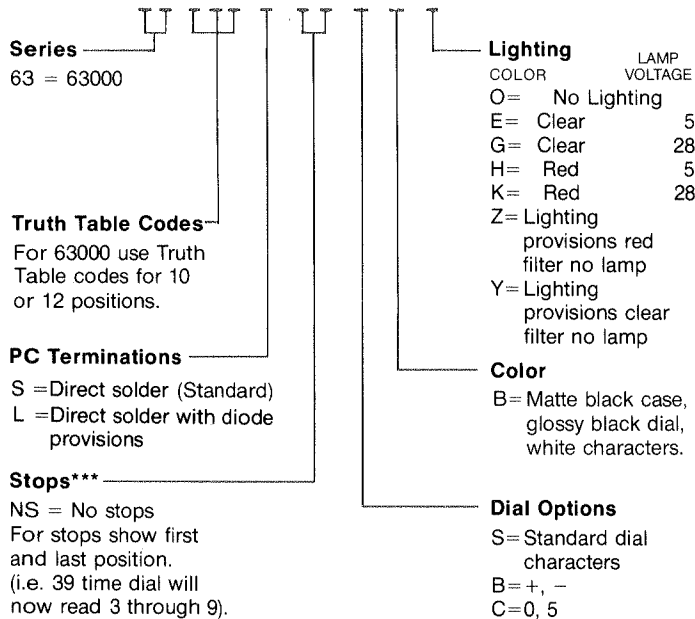 Series
63 = 63000
Truth Table Codes
For 63000 use Truth
Table codes for 10
or 12 positions.
PC Terminations
S =Direct solder (Standard)
L =Direct solder with diode
provisions
Stops***
NS = No stops
For stops show first
and last position.
(i.e. 39 time dial will
now read 3 through 9).
Lighting
COLOR LAMP VOLTAGE
O= No Lighting
E= Clear 5
G= Clear 28
H= Red 5
K= Red 28
Z= Lighting
provisions red
filter no lamp
Y= Lighting
provisions clear
filter no lamp
Color
B= Matte black case,
glossy black dial,
white characters.
Dial Options
S= Standard dial
characters
B= +, −
C=0, 5